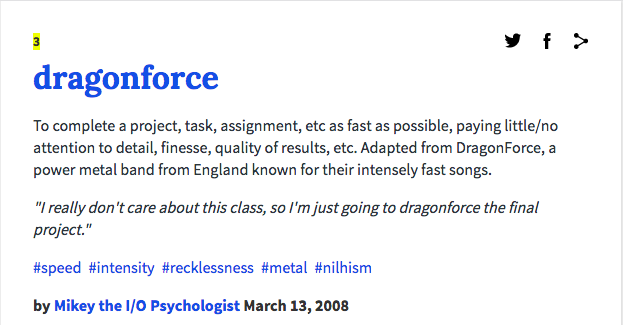 3
dragonforce
To complete a project, task, assignment, etc as fast as possible, paying little/no
attention to detail, finesse, quality of results, etc. Adapted from DragonForce, a
power metal band from England known for their intensely fast songs.
"I really don't care about this class, so I'm just going to dragonforce the final
project."
#speed #intensity #recklessness #metal #nilhism
by Mikey the I/O Psychologist March 13, 2008